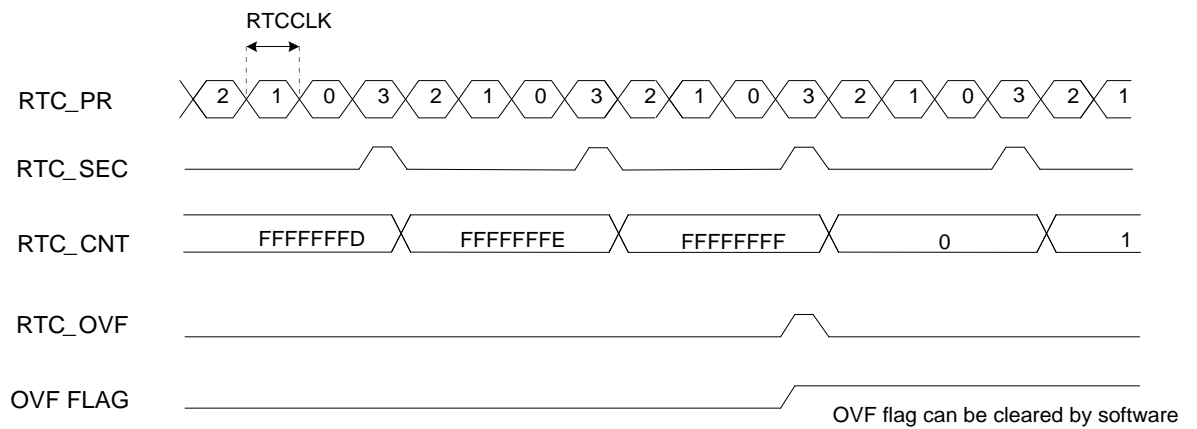 RTCCLK
RTC_PR 2 1 0 3 2 1 0 3 2 1 0 3 2 1 0 3 2 1
RTC_SEC
RTC_CNT FFFFFFFD FFFFFFFE FFFFFFFF 0 1
RTC_OVF
OVF FLAG
OVF flag can be cleared by software